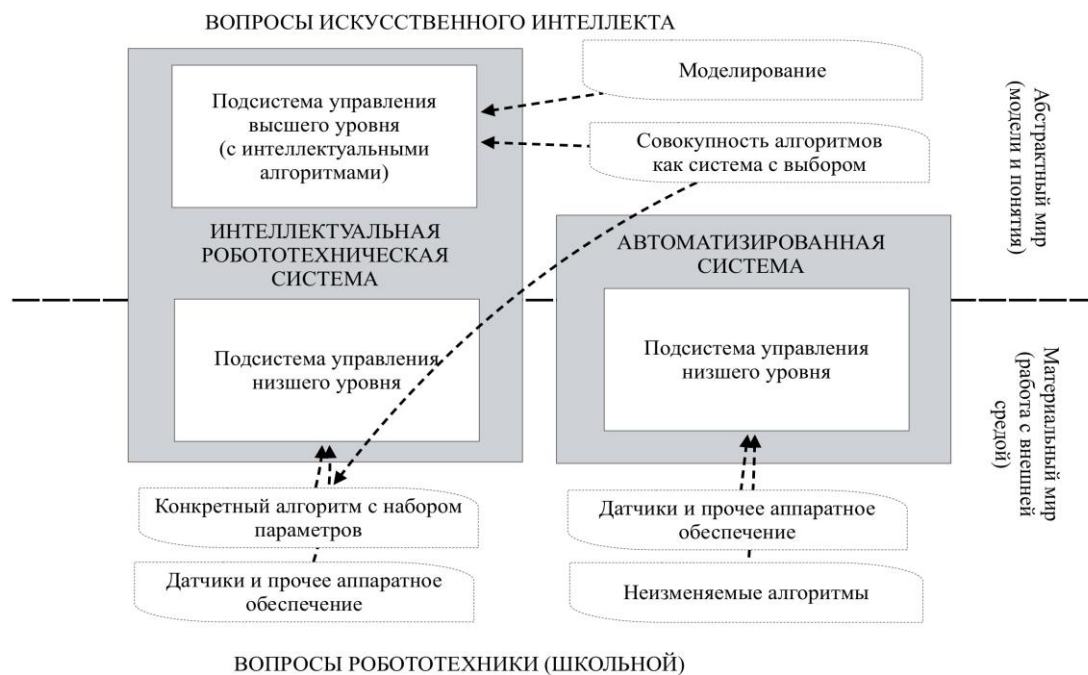 ВОПРОСЫ ИСКУССТВЕННОГО ИНТЕЛЛЕКТА
Подсистема управления
высшего уровня
(с интеллектуальными
алгоритмами)
Моделирование
Совокупность алгоритмов
как система с выбором
Абстрактный мир
(модели и понятия)
ИНТЕЛЛЕКТУАЛЬНАЯ
РОБОТОТЕХНИЧЕСКАЯ
СИСТЕМА
АВТОМАТИЗИРОВАННАЯ
СИСТЕМА
Подсистема управления
низшего уровня
Подсистема управления
низшего уровня
Материальный мир
(работа с внешней
средой)
Конкретный алгоритм с набором
параметров
Датчики и прочее аппаратное
обеспечение
Датчики и прочее аппаратное
обеспечение
Неизменяемые алгоритмы
ВОПРОСЫ РОБОТОТЕХНИКИ (ШКОЛЬНОЙ)